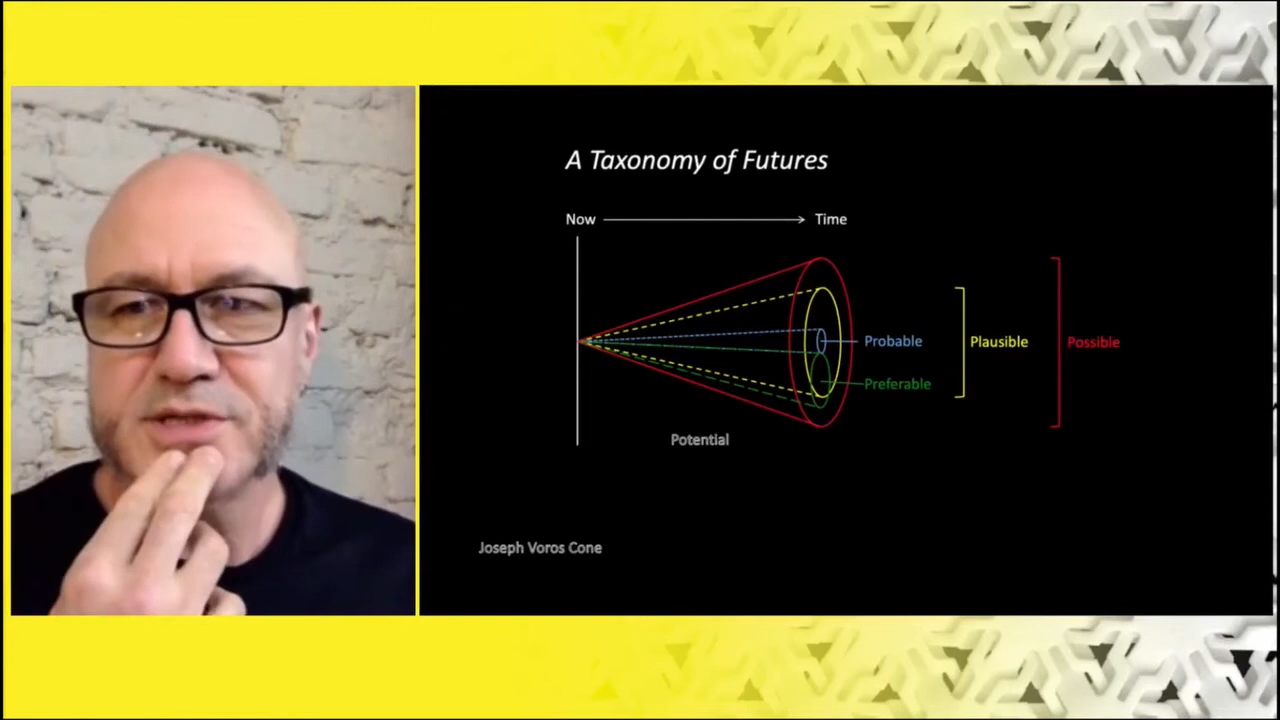 A Taxonomy of Futures
Now
Time
Probable
Plausible
Possible
Preferable
Potential
Joseph Voros Cone